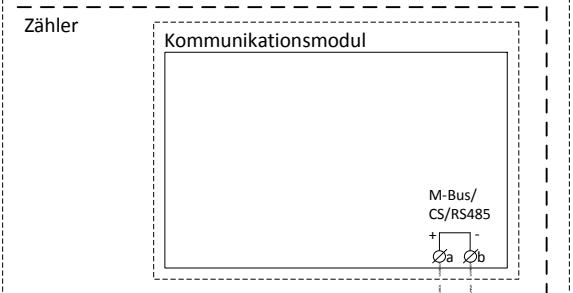 Zähler
Kommunikationsmodul
M-Bus/
CS/RS485
+ -
a b